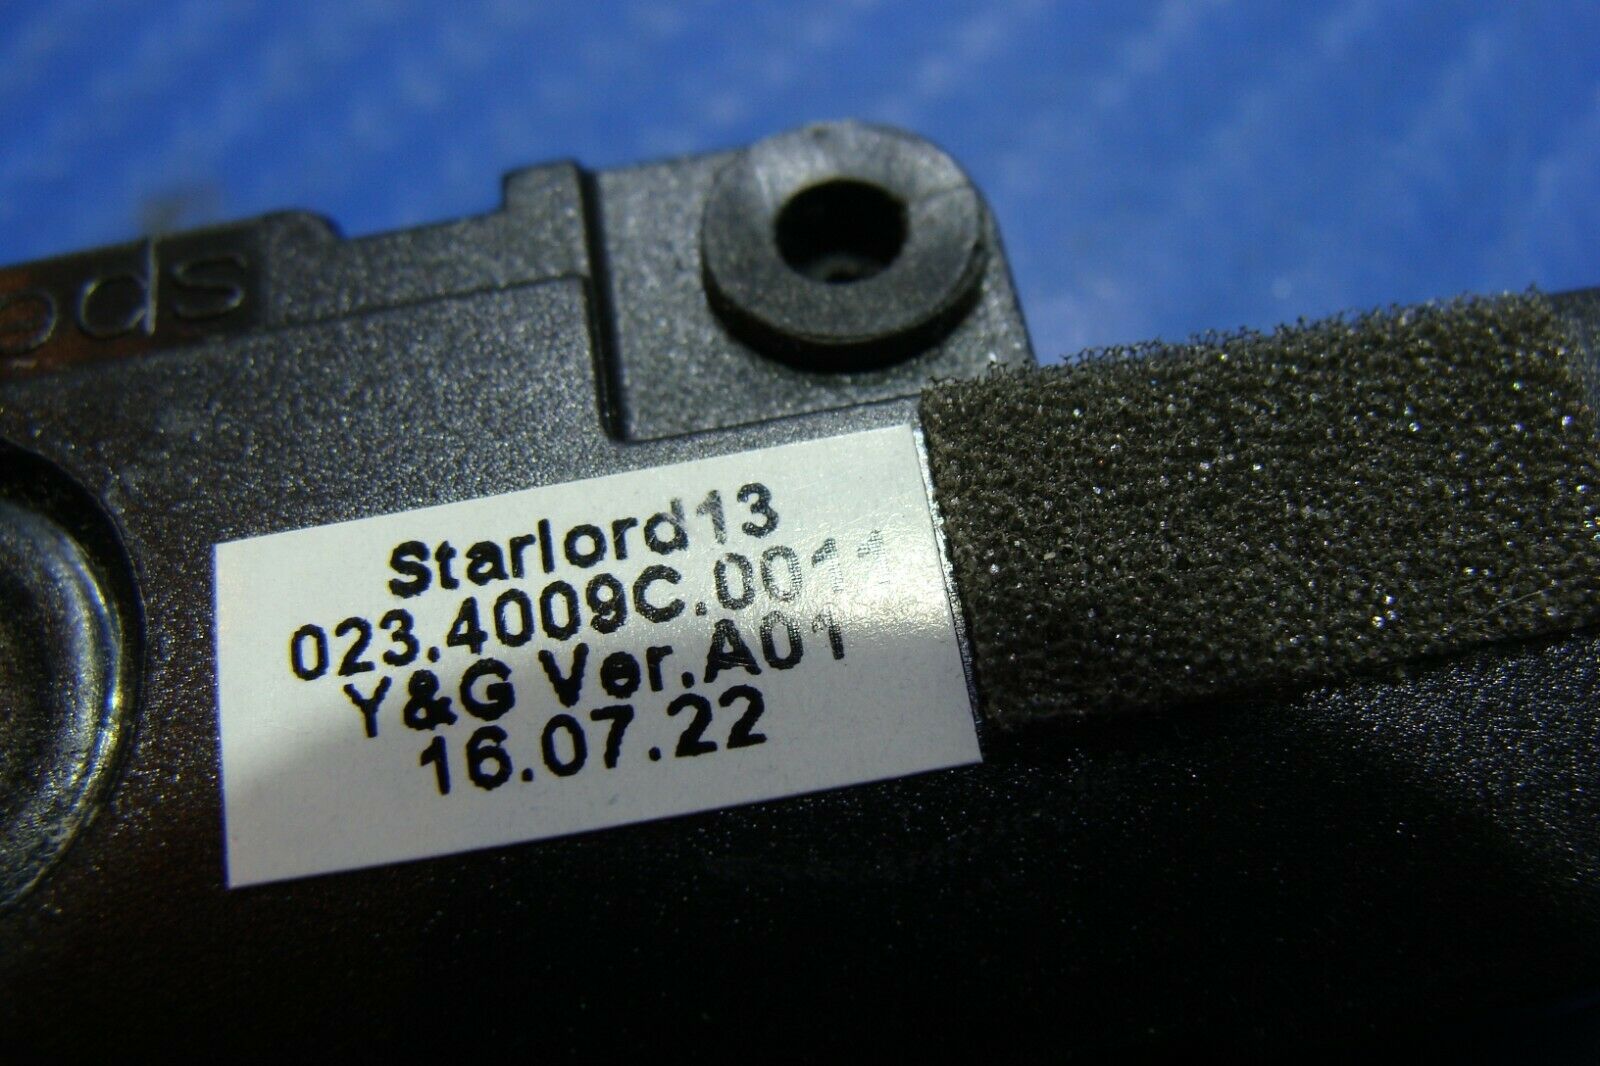 Starlord13
023.4009C.0011
Y&G Ver.A01
16.07.22